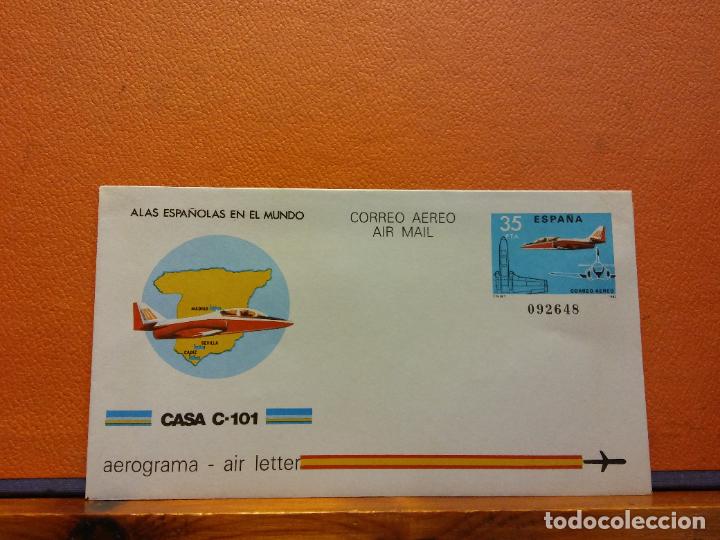 ALAS ESPAÑOLAS EN EL MUNDO
CORREO AEREO
AIR MAIL
35
PTA
ESPAÑA
CORREO AEREO
092648
MADRID
SEVILLA
CADIZ
CASA C-101
aerograma - air letter
todocoleccion